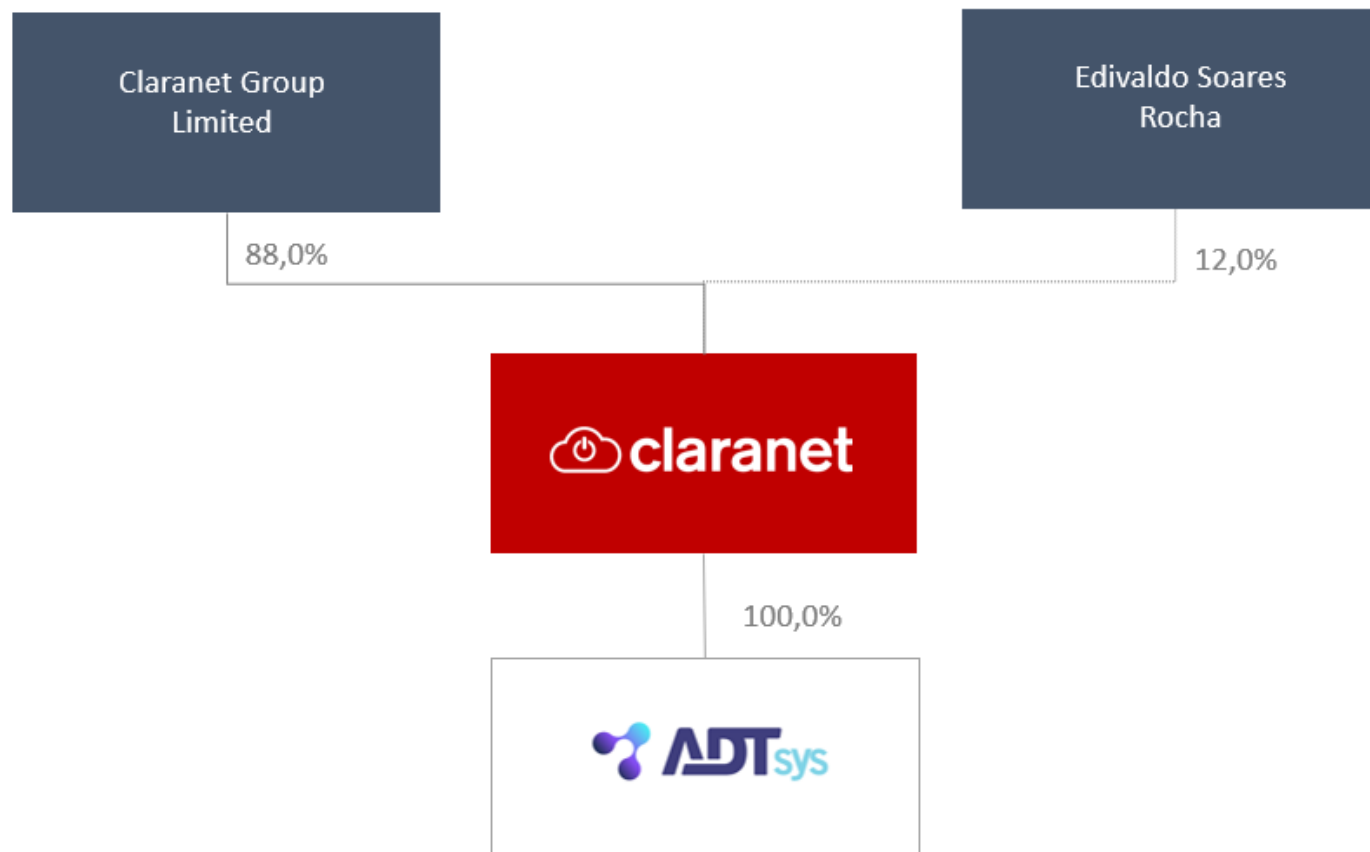 Claranet Group
Limited
Edivaldo Soares
Rocha
88,0%
12,0%
claranet
100,0%
ADTsys